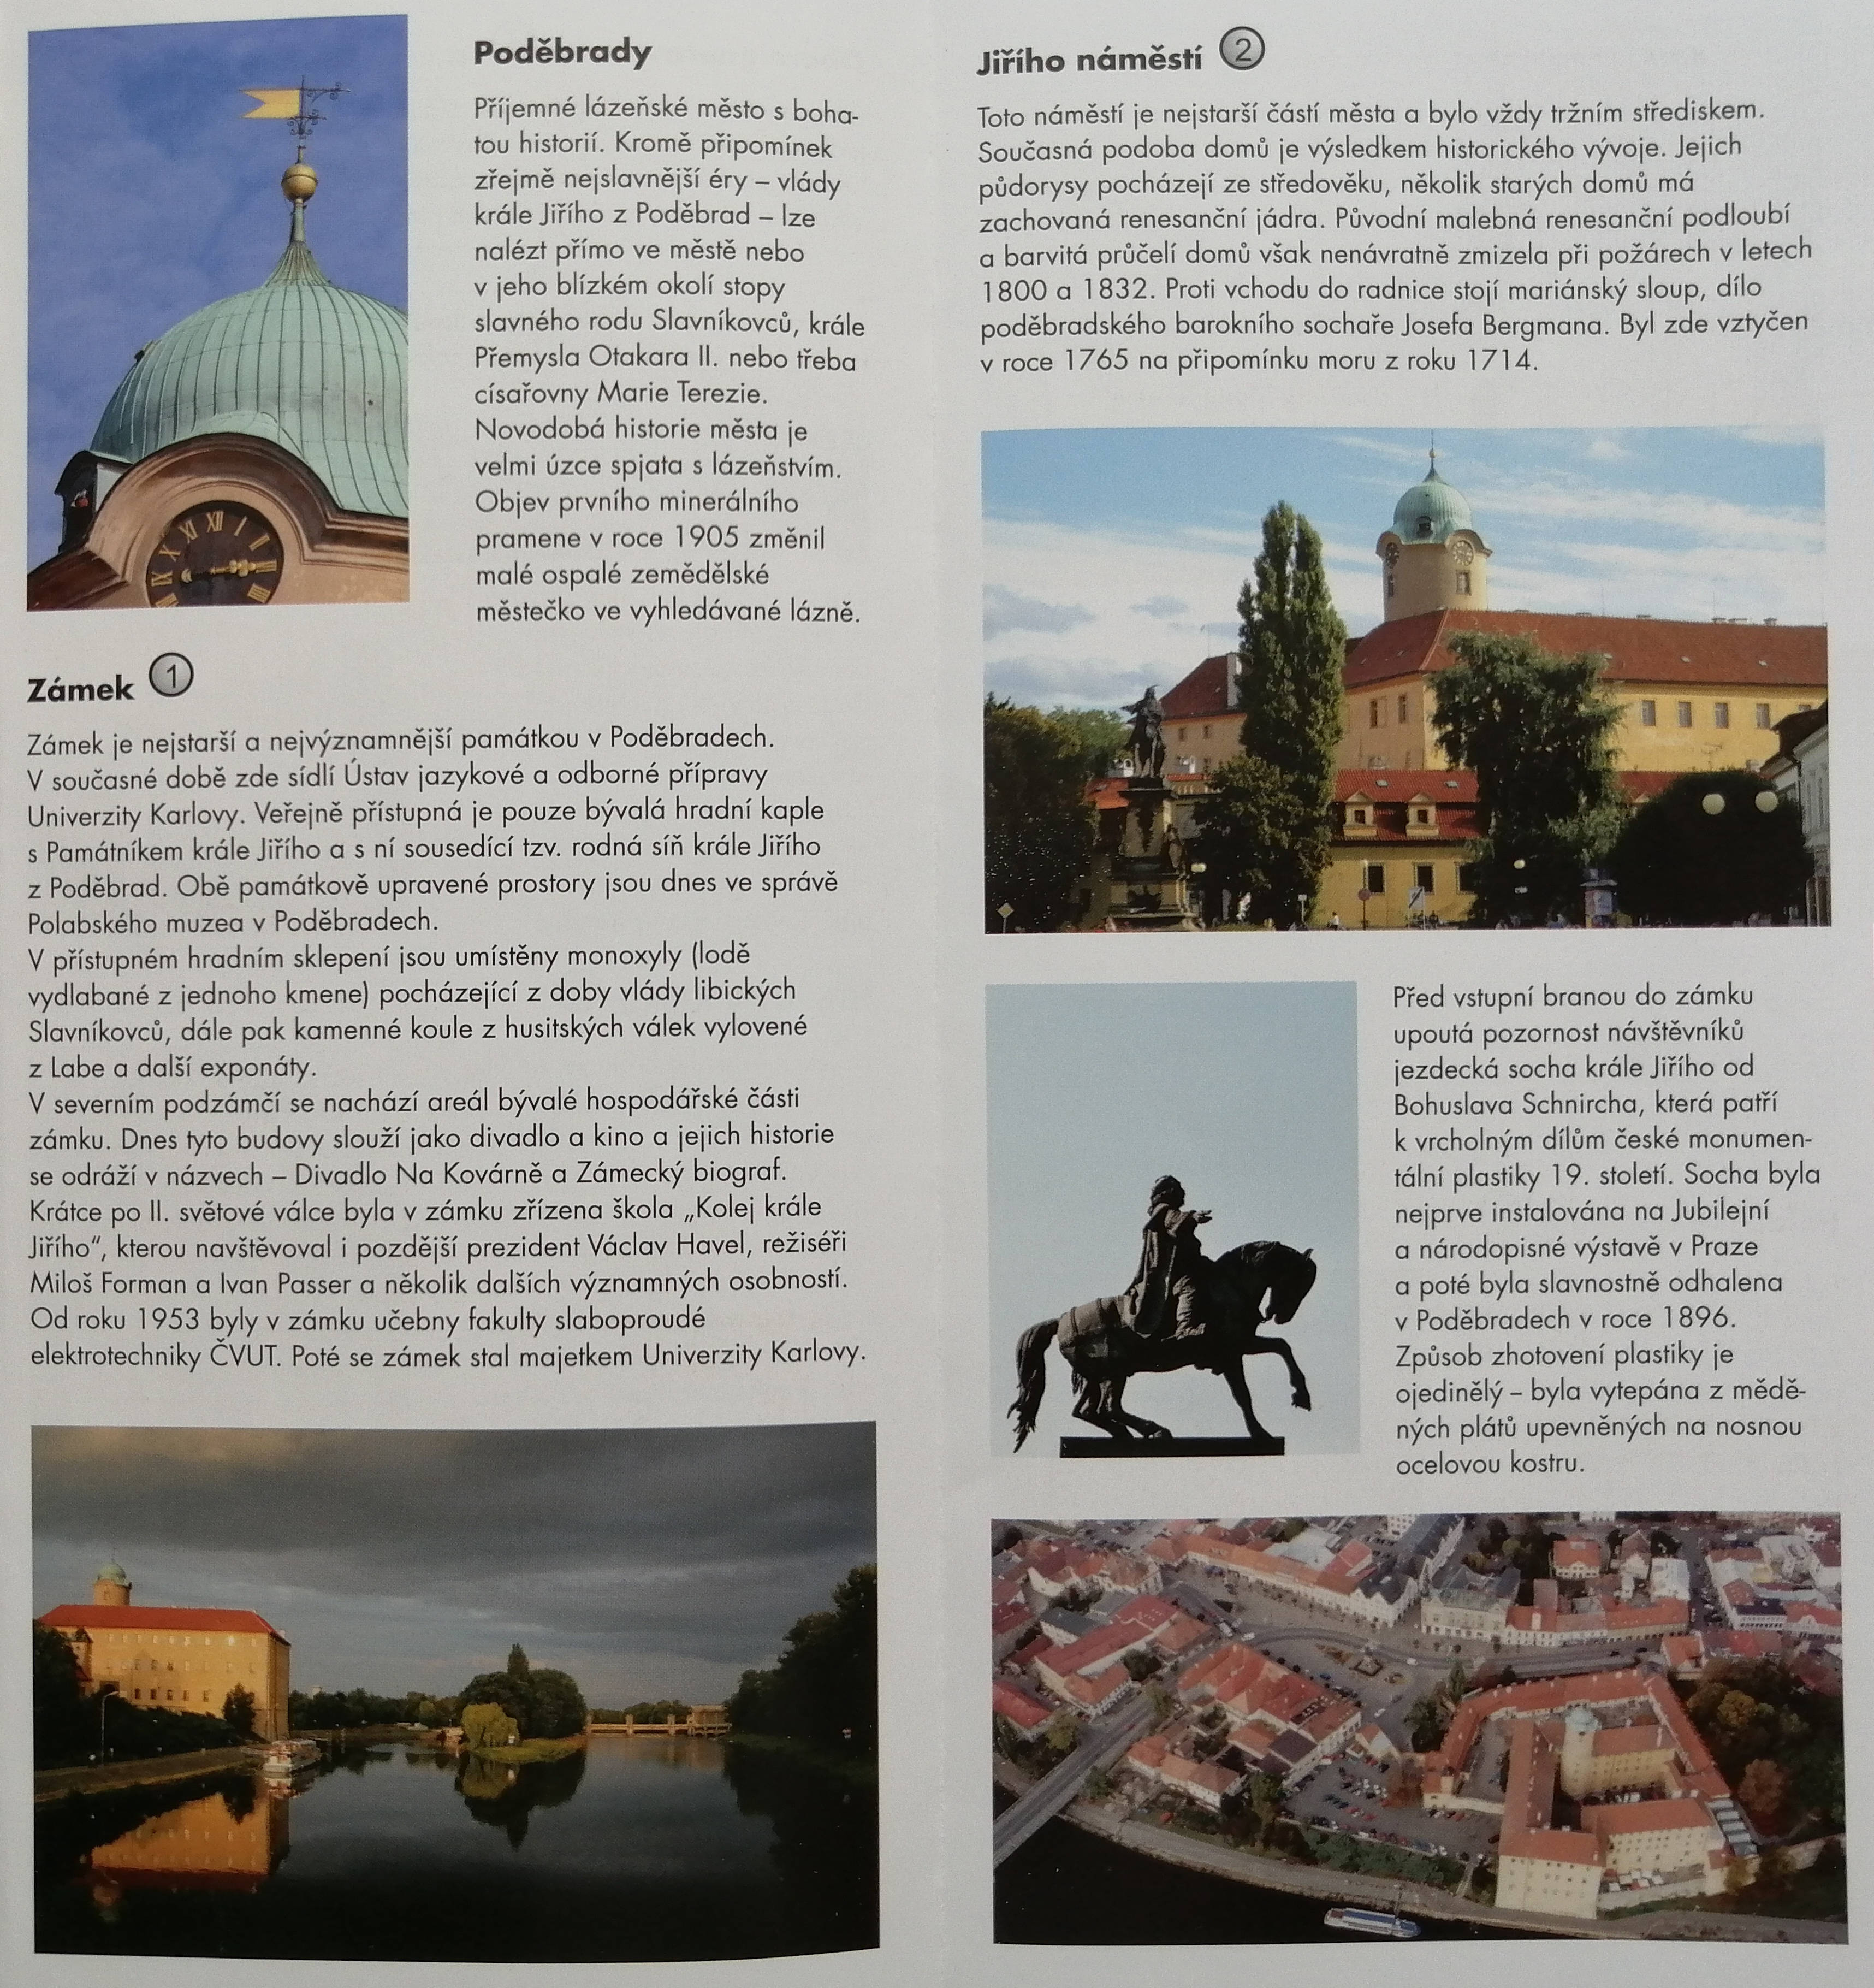 Poděbrady
Příjemné lázeňské město s boha-
tou historií. Kromě připomínek
zřejmě nejslavnější éry – vlády
krále Jiřího z Poděbrad – lze
nalézt přímo ve městě nebo
v jeho blízkém okolí stopy
slavného rodu Slavníkovců, krále
Přemysla Otakara II. nebo třeba
císařovny Marie Terezie.
Novodobá historie města je
velmi úzce spjata s lázeňstvím.
Objev prvního minerálního
pramene v roce 1905 změnil
malé ospalé zemědělské
městečko ve vyhledávané lázně.
IX X XI XII I II III
Zámek 1
Zámek je nejstarší a nejvýznamnější památkou v Poděbradech.
V současné době zde sídlí Ústav jazykové a odborné přípravy
Univerzity Karlovy. Veřejně přístupná je pouze bývalá hradní kaple
s Památníkem krále Jiřího a s ní sousedící tzv. rodná síň krále Jiřího
z Poděbrad. Obě památkově upravené prostory jsou dnes ve správě
Polabského muzea v Poděbradech.
V přístupném hradním sklepení jsou umístěny monoxyly (lodě
vydlabané z jednoho kmene) pocházející z doby vlády libických
Slavníkovců, dále pak kamenné koule z husitských válek vylovené
z Labe a další exponáty.
V severním podzámčí se nachází areál bývalé hospodářské části
zámku. Dnes tyto budovy slouží jako divadlo a kino a jejich historie
se odráží v názvech – Divadlo Na Kovárně a Zámecký biograf.
Krátce po II. světové válce byla v zámku zřízena škola „Kolej krále
Jiřího“, kterou navštěvoval i pozdější prezident Václav Havel, režiséři
Miloš Forman a Ivan Passer a několik dalších významných osobností.
Od roku 1953 byly v zámku učebny fakulty slaboproudé
elektrotechniky ČVUT. Poté se zámek stal majetkem Univerzity Karlovy.
Jiřího náměstí 2
Toto náměstí je nejstarší částí města a bylo vždy tržním střediskem.
Současná podoba domů je výsledkem historického vývoje. Jejich
půdorysy pocházejí ze středověku, několik starých domů má
zachovaná renesanční jádra. Původní malebná renesanční podloubí
a barvitá průčelí domů však nenávratně zmizela při požárech v letech
1800 a 1832. Proti vchodu do radnice stojí mariánský sloup, dílo
poděbradského barokního sochaře Josefa Bergmana. Byl zde vztyčen
v roce 1765 na připomínku moru z roku 1714.
Před vstupní branou do zámku
upoutá pozornost návštěvníků
jezdecká socha krále Jiřího od
Bohuslava Schnircha, která patří
k vrcholným dílům české monumen-
tální plastiky 19. století. Socha byla
nejprve instalována na Jubilejní
a národopisné výstavě v Praze
a poté byla slavnostně odhalena
v Poděbradech v roce 1896.
Způsob zhotovení plastiky je
ojedinělý – byla vytepána z mědě-
ných plátů upevněných na nosnou
ocelovou kostru.